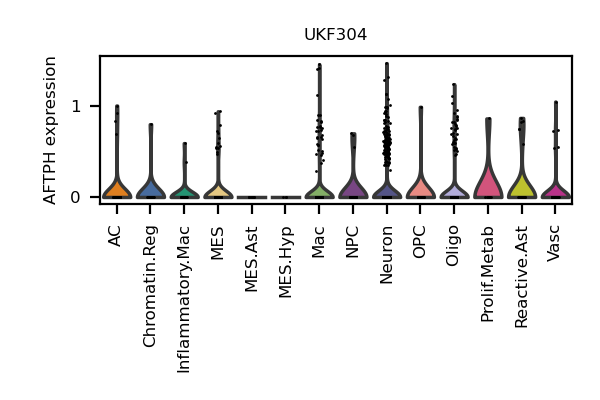 UKF304
AFTPH expression
1
0
AC
Chromatin.Reg
Inflammatory.Mac
MES
MES.Ast
MES.Hyp
Mac
NPC
Neuron
OPC
Oligo
Prolif.Metab
Reactive.Ast
Vasc